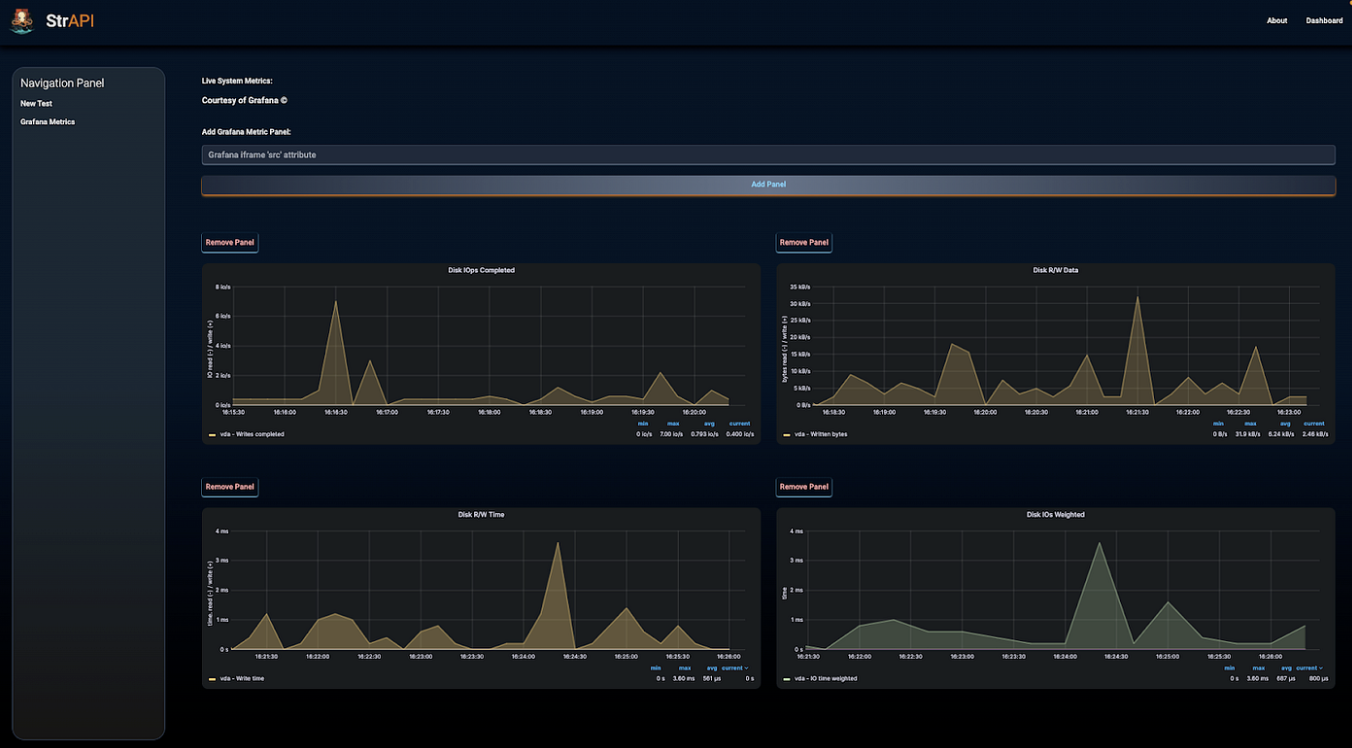 StrAPI
About Dashboard
Navigation Panel
New Test
Grafana Metrics
Live System Metrics:
Courtesy of Grafana ©
Add Grafana Metric Panel:
Grafana iframe 'src' attribute
Add Panel
Remove Panel
Disk IOps Completed
IO read (-) / write (+)
8 io/s
6 io/s
4 io/s
2 io/s
0 io/s
16:15:30 16:16:00 16:16:30 16:17:00 16:17:30 16:18:00 16:18:30 16:19:00 16:19:30 16:20:00
min max avg current
vda - Writes completed 0 io/s 7.00 io/s 0.793 io/s 0.400 io/s
Remove Panel
Disk R/W Data
bytes read (-) / write (+)
35 kB/s
30 kB/s
25 kB/s
20 kB/s
15 kB/s
10 kB/s
5 kB/s
0 B/s
16:18:30 16:19:00 16:19:30 16:20:00 16:20:30 16:21:00 16:21:30 16:22:00 16:22:30 16:23:00
min max avg current
vda - Written bytes 0 B/s 31.9 kB/s 6.24 kB/s 2.46 kB/s
Remove Panel
Disk R/W Time
time, read (-) / write (+)
4 ms
3 ms
2 ms
1 ms
0 s
16:21:30 16:22:00 16:22:30 16:23:00 16:23:30 16:24:00 16:24:30 16:25:00 16:25:30 16:26:00
min max avg current
vda - Write time 0 s 3.60 ms 561 µs 0 s
Remove Panel
Disk IOs Weighted
time
4 ms
3 ms
2 ms
1 ms
0 s
16:21:30 16:22:00 16:22:30 16:23:00 16:23:30 16:24:00 16:24:30 16:25:00 16:25:30 16:26:00
min max avg current
vda - IO time weighted 0 s 3.60 ms 687 µs 800 µs